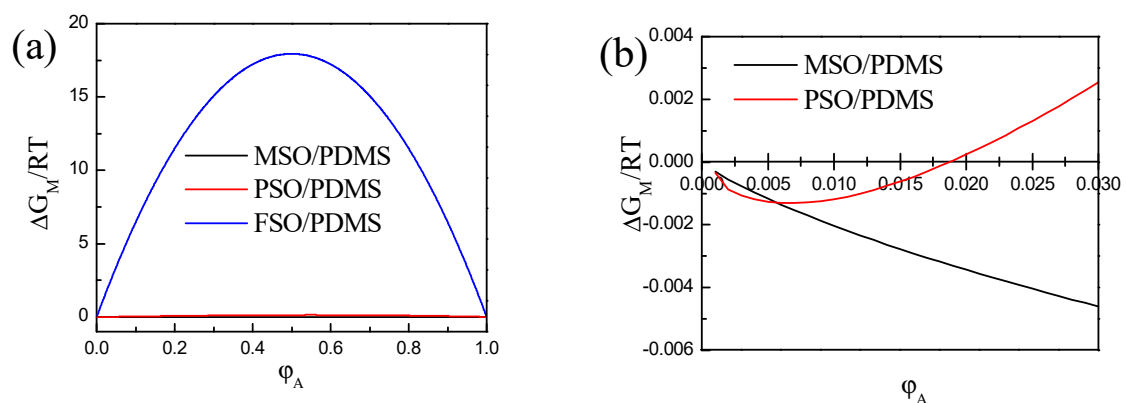 (a)
ΔG_M/RT
20
15
10
5
0
MSO/PDMS
PSO/PDMS
FSO/PDMS
0.0 0.2 0.4 0.6 0.8 1.0
φ_A
(b)
ΔG_M/RT
0.004
0.002
0.000
-0.002
-0.004
-0.006
MSO/PDMS
PSO/PDMS
0.000 0.005 0.010 0.015 0.020 0.025 0.030
φ_A